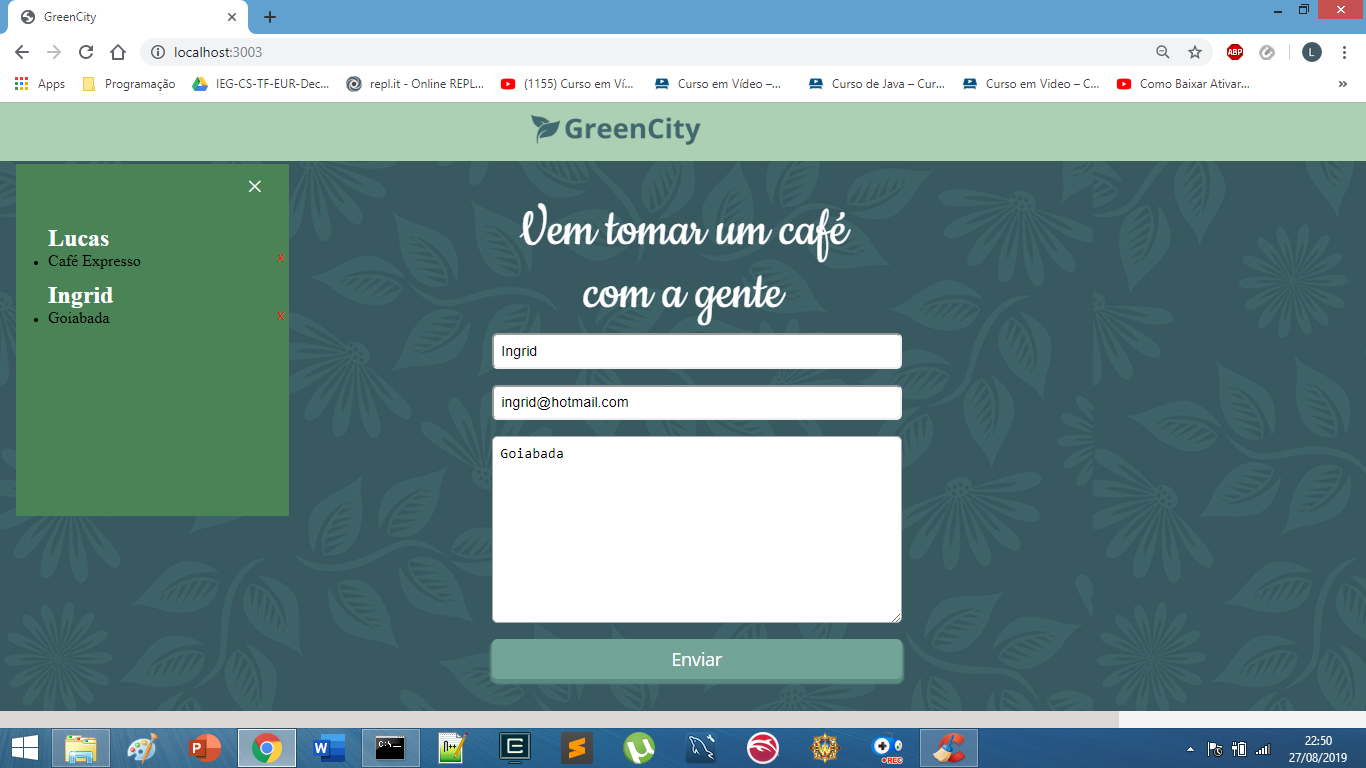 GreenCity
localhost:3003
Apps Programação IEG-CS-TF-EUR-Dec... repl.it - Online REPL... (1155) Curso em Ví... Curso em Vídeo –... Curso de Java – Cur... Curso em Vídeo – C... Como Baixar Ativar... »
ABP
L
GreenCity
Lucas
• Café Expresso x
Ingrid
• Goiabada x
Vem tomar um café
com a gente
Ingrid
ingrid@hotmail.com
Goiabada
Enviar
22:50
27/08/2019